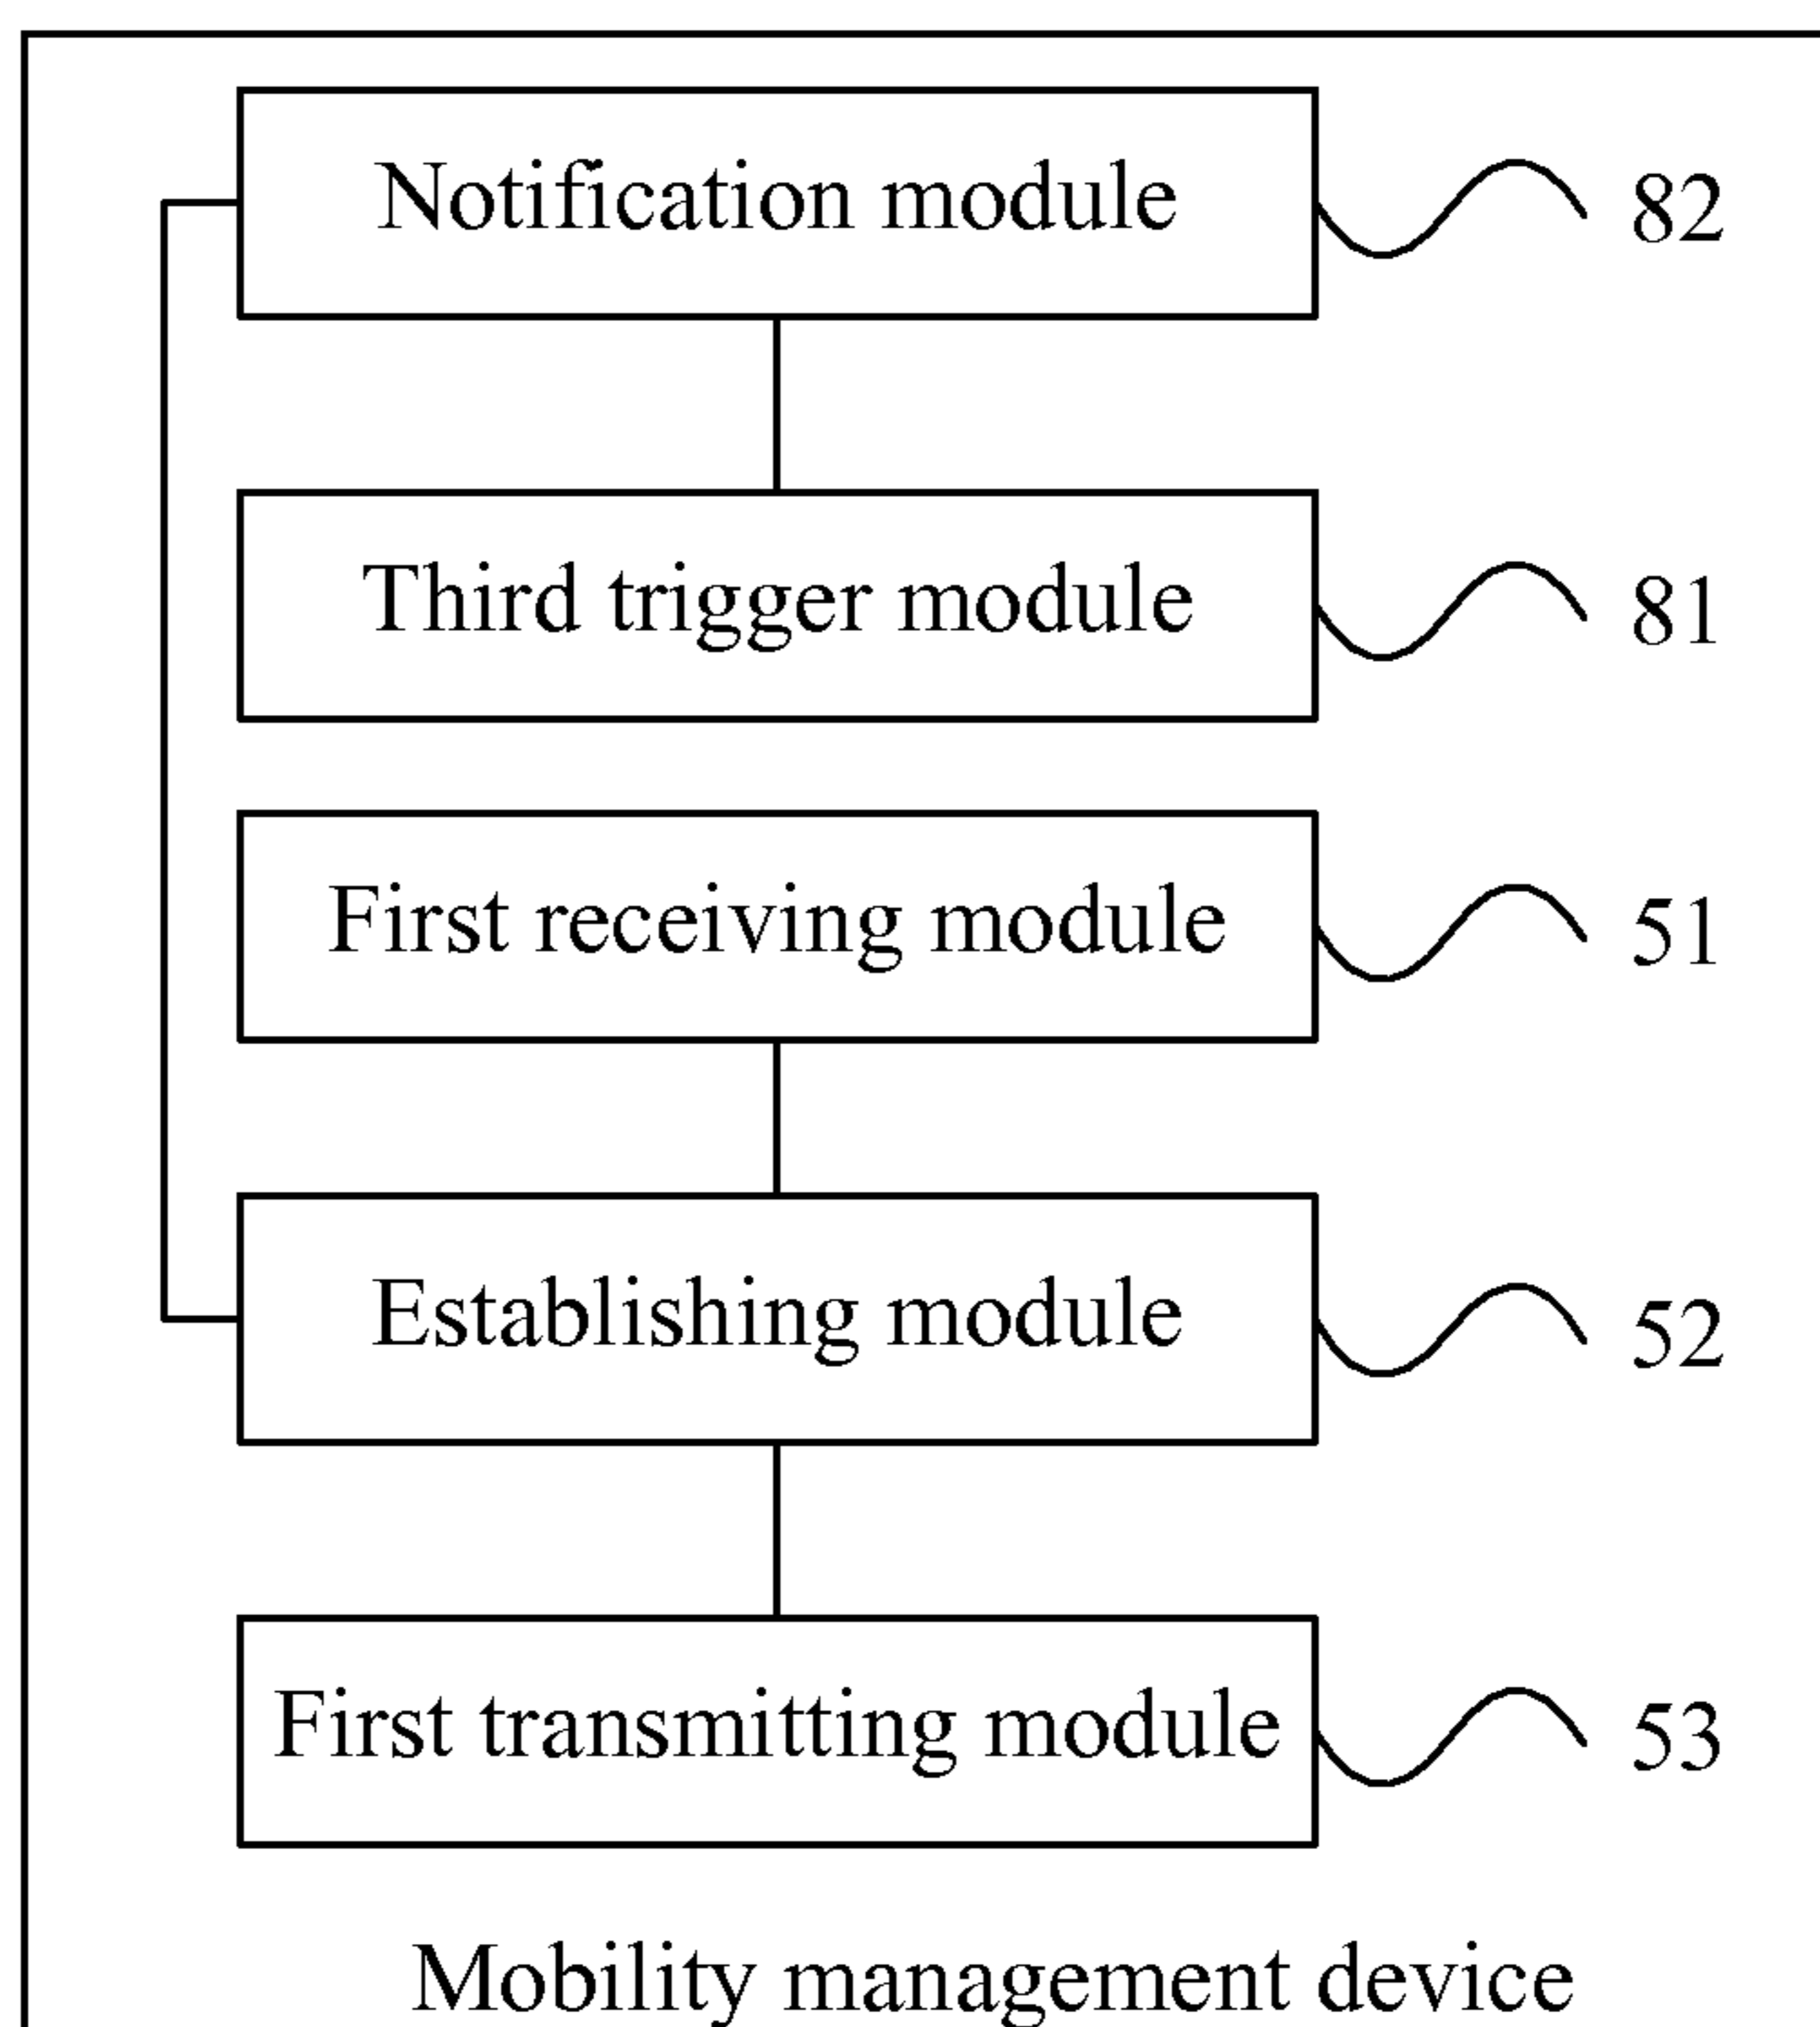 Notification module 82
Third trigger module 81
First receiving module 51
Establishing module 52
First transmitting module 53
Mobility management device